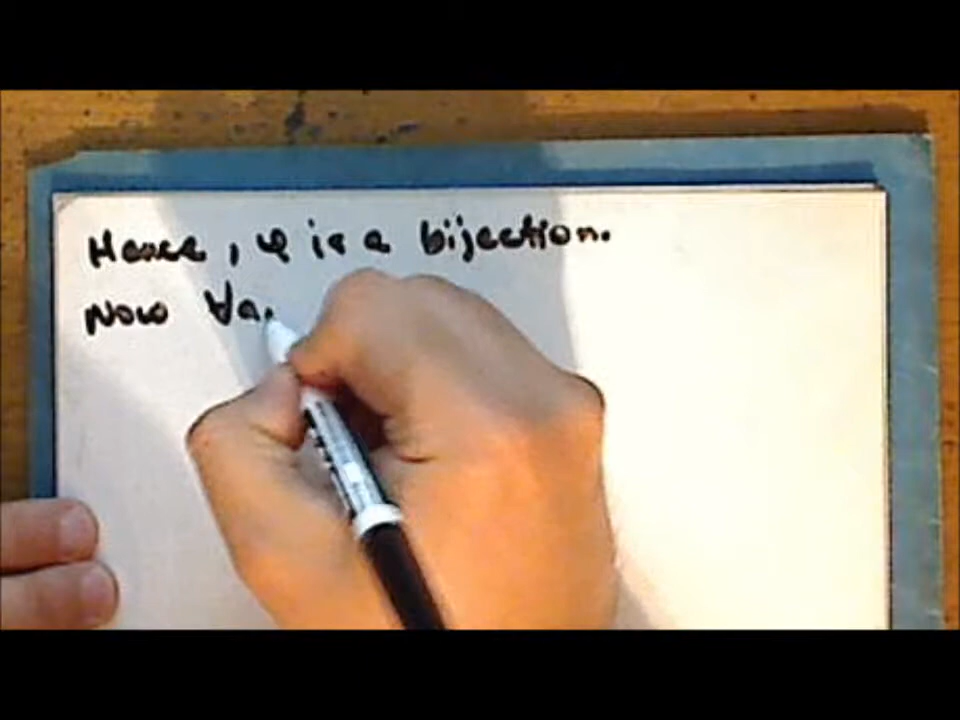 Hence, φ is a bijection.
Now ∀a,